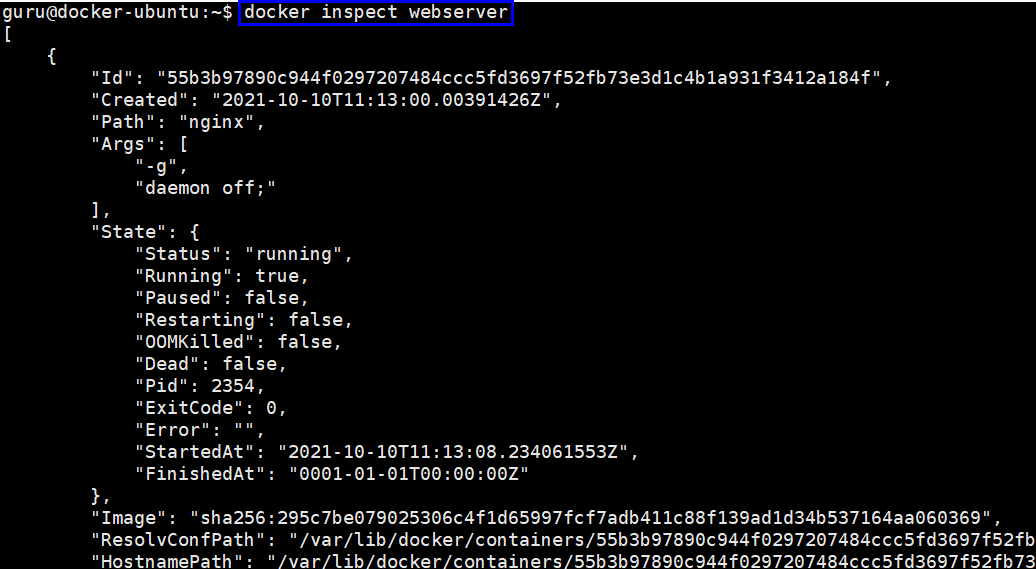 guru@docker-ubuntu:~$ docker inspect webserver
[
    {
        "Id": "55b3b97890c944f0297207484ccc5fd3697f52fb73e3d1c4b1a931f3412a184f",
        "Created": "2021-10-10T11:13:00.00391426Z",
        "Path": "nginx",
        "Args": [
            "-g",
            "daemon off;"
        ],
        "State": {
            "Status": "running",
            "Running": true,
            "Paused": false,
            "Restarting": false,
            "OOMKilled": false,
            "Dead": false,
            "Pid": 2354,
            "ExitCode": 0,
            "Error": "",
            "StartedAt": "2021-10-10T11:13:08.234061553Z",
            "FinishedAt": "0001-01-01T00:00:00Z"
        },
        "Image": "sha256:295c7be079025306c4f1d65997fcf7adb411c88f139ad1d34b537164aa060369",
        "ResolvConfPath": "/var/lib/docker/containers/55b3b97890c944f0297207484ccc5fd3697f52fb
        "HostnamePath": "/var/lib/docker/containers/55b3b97890c944f0297207484ccc5fd3697f52fb73